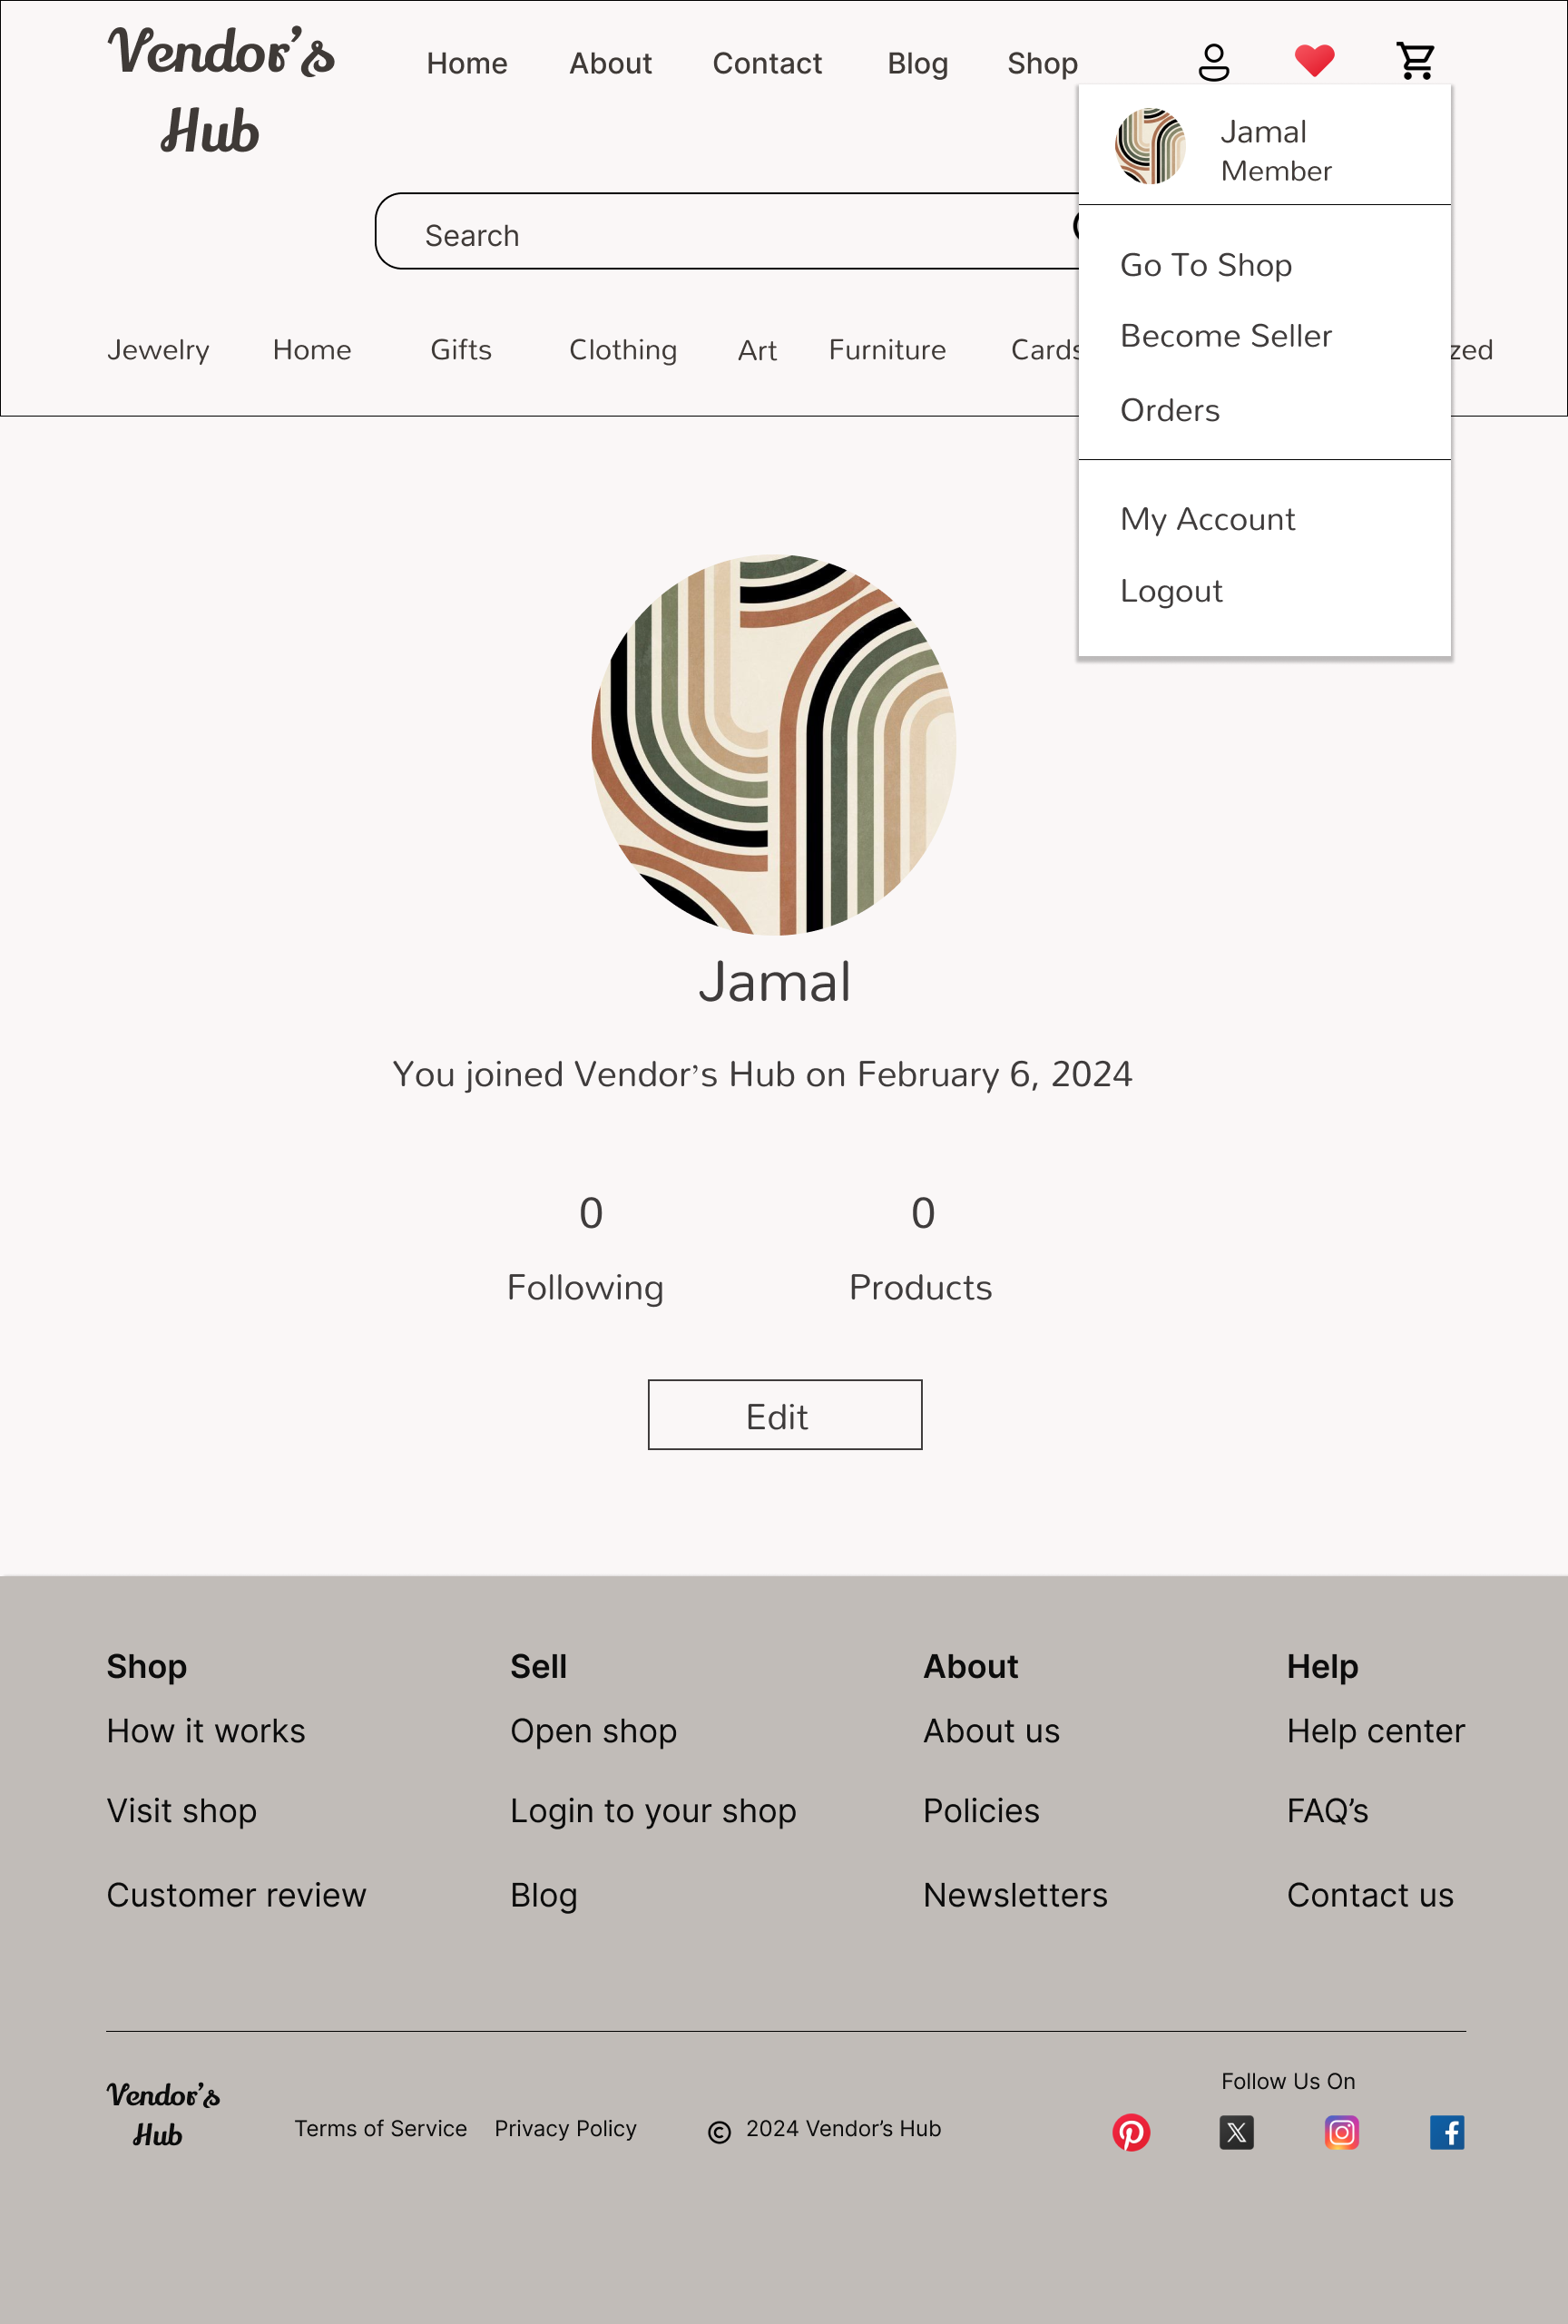 Vendor’s
Hub
Home About Contact Blog Shop
Jamal
Member
Search
Go To Shop
Become Seller
Orders
My Account
Logout
Jewelry Home Gifts Clothing Art Furniture Cards
Jamal
You joined Vendor’s Hub on February 6, 2024
0 0
Following Products
Edit
Shop Sell About Help
How it works Open shop About us Help center
Visit shop Login to your shop Policies FAQ’s
Customer review Blog Newsletters Contact us
Follow Us On
Vendor’s
Hub
Terms of Service Privacy Policy © 2024 Vendor’s Hub